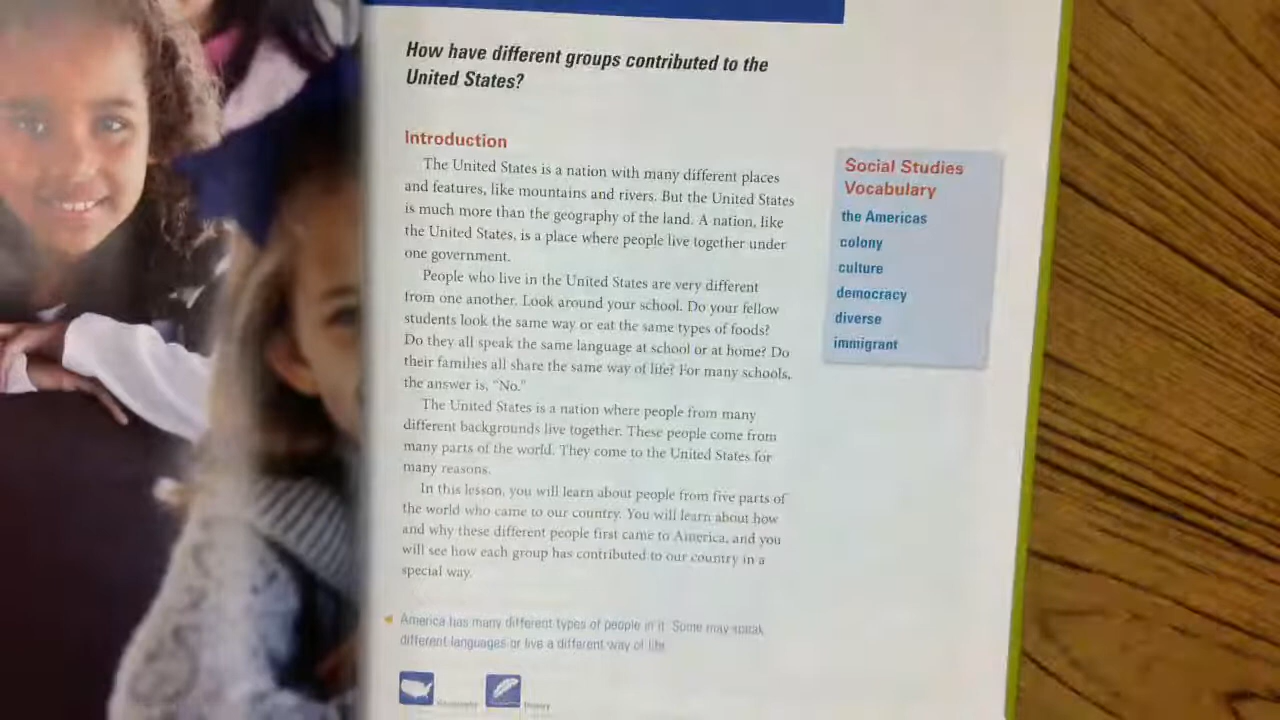 How have different groups contributed to the
United States?
Introduction
The United States is a nation with many different places
and features, like mountains and rivers. But the United States
is much more than the geography of the land. A nation, like
the United States, is a place where people live together under
one government.
People who live in the United States are very different
from one another. Look around your school. Do your fellow
students look the same way or eat the same types of foods?
Do they all speak the same language at school or at home? Do
their families all share the same way of life? For many schools,
the answer is, “No.”
The United States is a nation where people from many
different backgrounds live together. These people come from
many parts of the world. They come to the United States for
many reasons.
In this lesson, you will learn about people from five parts of
the world who came to our country. You will learn about how
and why these different people first came to America, and you
will see how each group has contributed to our country in a
special way.
America has many different types of people in it. Some may speak
different languages or live a different way of life.
Geography
History
Social Studies
Vocabulary
the Americas
colony
culture
democracy
diverse
immigrant